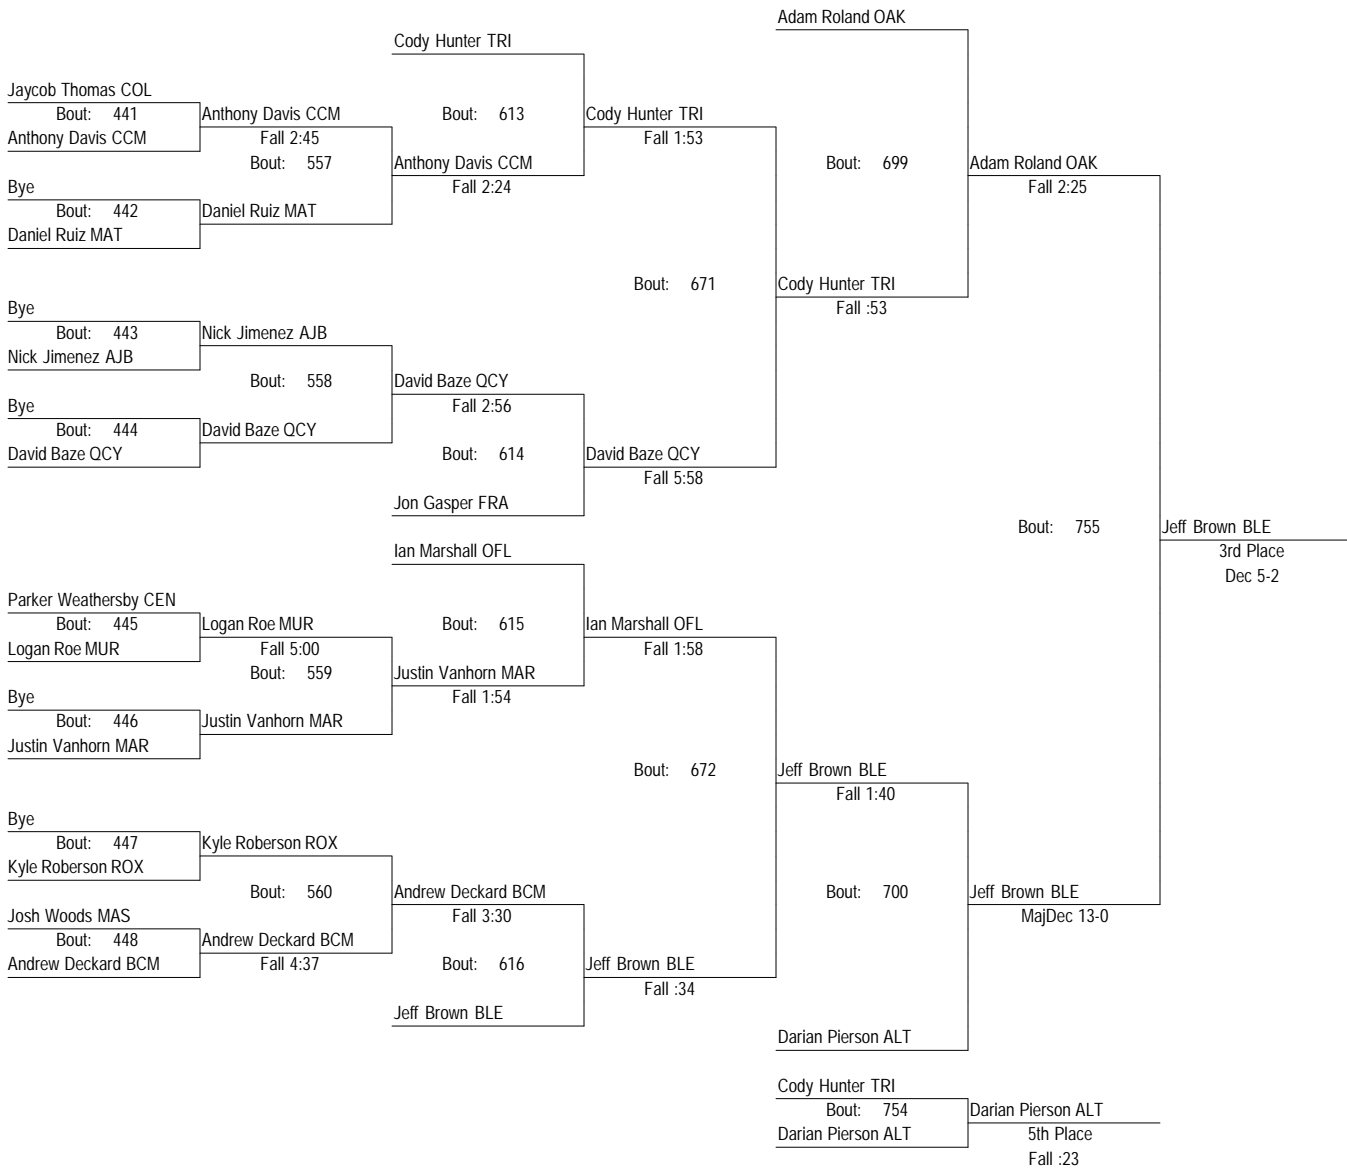 Adam Roland OAK
Cody Hunter TRI
Jaycob Thomas COL
Bout: 441
Anthony Davis CCM
Anthony Davis CCM
Fall 2:45
Bout: 557
Bout: 613
Cody Hunter TRI
Fall 1:53
Anthony Davis CCM
Fall 2:24
Bout: 699
Adam Roland OAK
Fall 2:25
Bye
Bout: 442
Daniel Ruiz MAT
Daniel Ruiz MAT
Bout: 671
Cody Hunter TRI
Fall :53
Bye
Bout: 443
Nick Jimenez AJB
Nick Jimenez AJB
Bout: 558
David Baze QCY
Fall 2:56
Bye
Bout: 444
David Baze QCY
David Baze QCY
Bout: 614
David Baze QCY
Fall 5:58
Jon Gasper FRA
Bout: 755
Jeff Brown BLE
3rd Place
Dec 5-2
Ian Marshall OFL
Parker Weathersby CEN
Bout: 445
Logan Roe MUR
Logan Roe MUR
Fall 5:00
Bout: 559
Bout: 615
Ian Marshall OFL
Fall 1:58
Justin Vanhorn MAR
Fall 1:54
Bye
Bout: 446
Justin Vanhorn MAR
Justin Vanhorn MAR
Bout: 672
Jeff Brown BLE
Fall 1:40
Bye
Bout: 447
Kyle Roberson ROX
Kyle Roberson ROX
Bout: 560
Andrew Deckard BCM
Fall 3:30
Bout: 700
Jeff Brown BLE
MajDec 13-0
Josh Woods MAS
Bout: 448
Andrew Deckard BCM
Andrew Deckard BCM
Fall 4:37
Bout: 616
Jeff Brown BLE
Fall :34
Jeff Brown BLE
Darian Pierson ALT
Cody Hunter TRI
Bout: 754
Darian Pierson ALT
Darian Pierson ALT
5th Place
Fall :23